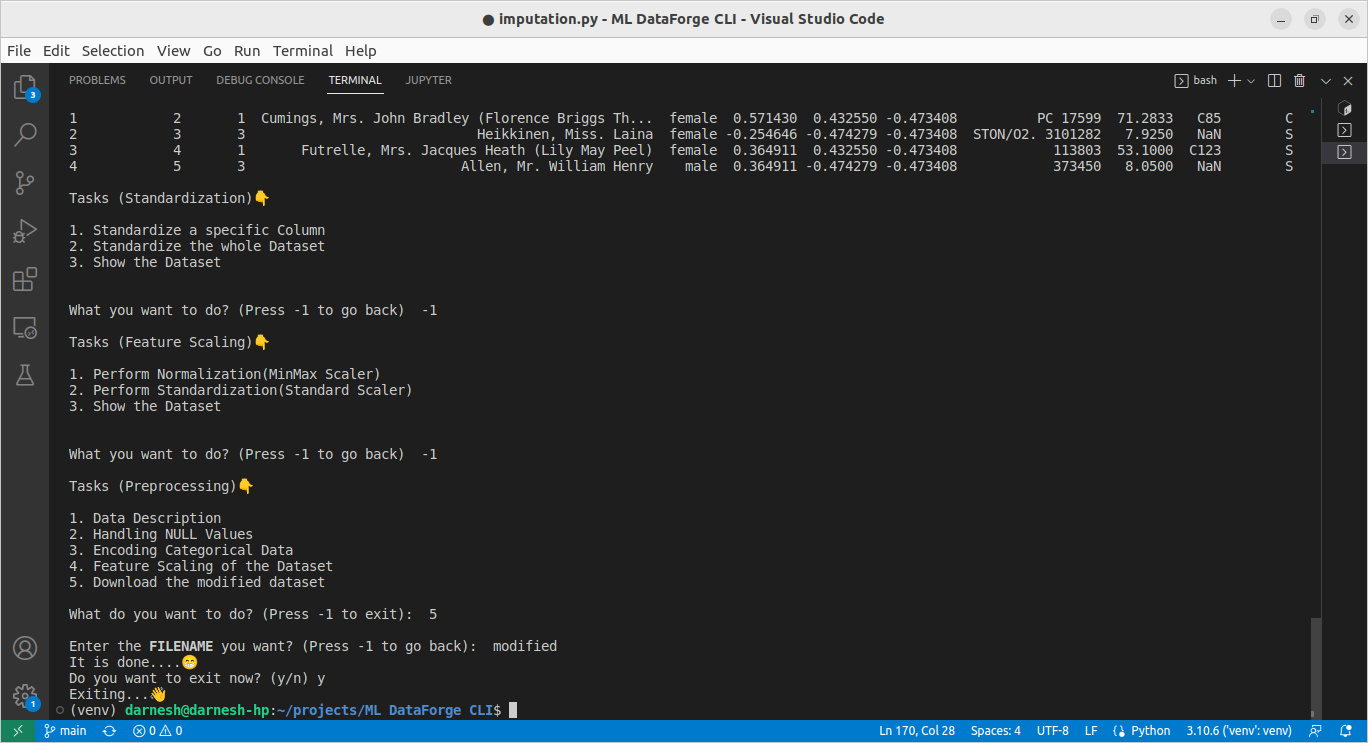 ● imputation.py - ML DataForge CLI - Visual Studio Code
File Edit Selection View Go Run Terminal Help
PROBLEMS OUTPUT DEBUG CONSOLE TERMINAL JUPYTER bash
3
1 2 1 Cumings, Mrs. John Bradley (Florence Briggs Th... female 0.571430 0.432550 -0.473408 PC 17599 71.2833 C85 C
2 3 3 Heikkinen, Miss. Laina female -0.254646 -0.474279 -0.473408 STON/O2. 3101282 7.9250 NaN S
3 4 1 Futrelle, Mrs. Jacques Heath (Lily May Peel) female 0.364911 0.432550 -0.473408 113803 53.1000 C123 S
4 5 3 Allen, Mr. William Henry male 0.364911 -0.474279 -0.473408 373450 8.0500 NaN S
Tasks (Standardization)👇
1. Standardize a specific Column
2. Standardize the whole Dataset
3. Show the Dataset
What you want to do? (Press -1 to go back) -1
Tasks (Feature Scaling)👇
1. Perform Normalization(MinMax Scaler)
2. Perform Standardization(Standard Scaler)
3. Show the Dataset
What you want to do? (Press -1 to go back) -1
Tasks (Preprocessing)👇
1. Data Description
2. Handling NULL Values
3. Encoding Categorical Data
4. Feature Scaling of the Dataset
5. Download the modified dataset
What do you want to do? (Press -1 to exit): 5
Enter the FILENAME you want? (Press -1 to go back): modified
It is done....😁
Do you want to exit now? (y/n) y
Exiting...👋
1
(venv) darnesh@darnesh-hp:~/projects/ML DataForge CLI$
main 0 0 Ln 170, Col 28 Spaces: 4 UTF-8 LF Python 3.10.6 ('venv': venv)